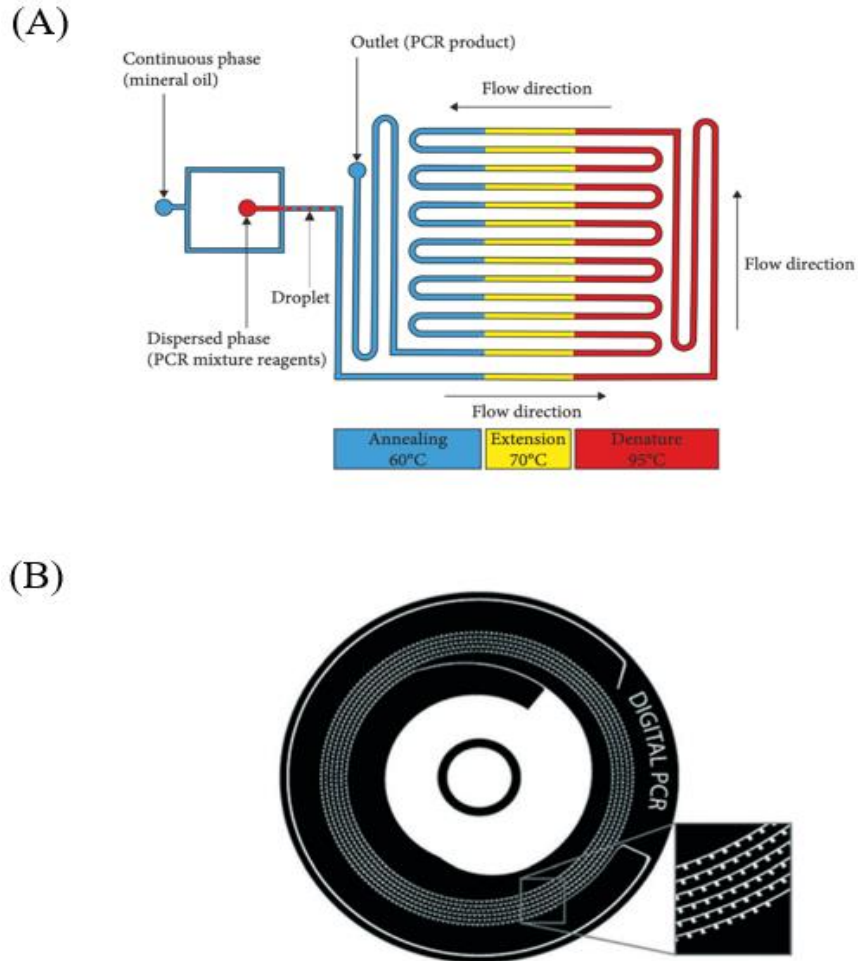 (A)
Continuous phase
(mineral oil)
Outlet (PCR product)
Flow direction
Droplet
Flow direction
Dispersed phase
(PCR mixture reagents)
Flow direction
Annealing
60°C
Extension
70°C
Denature
95°C
(B)
DIGITAL PCR